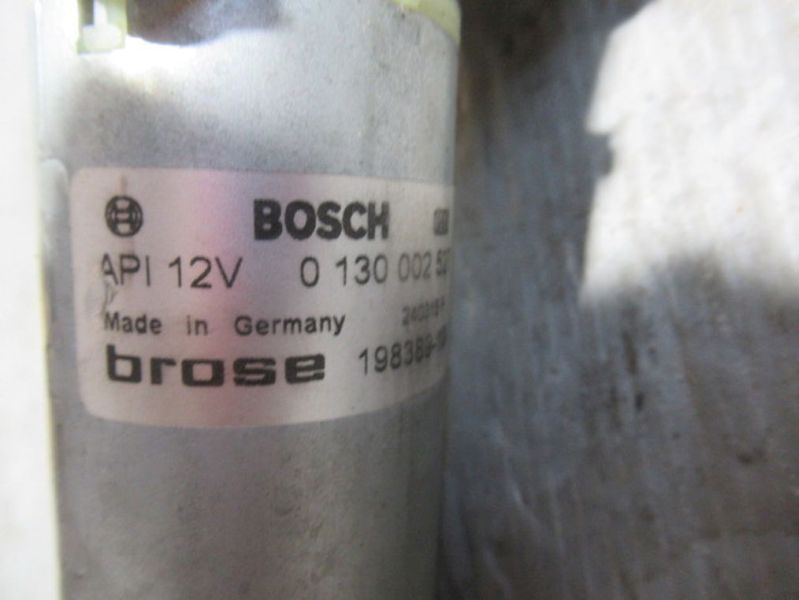 BOSCH
API 12V 0 130 002
Made in Germany
brose